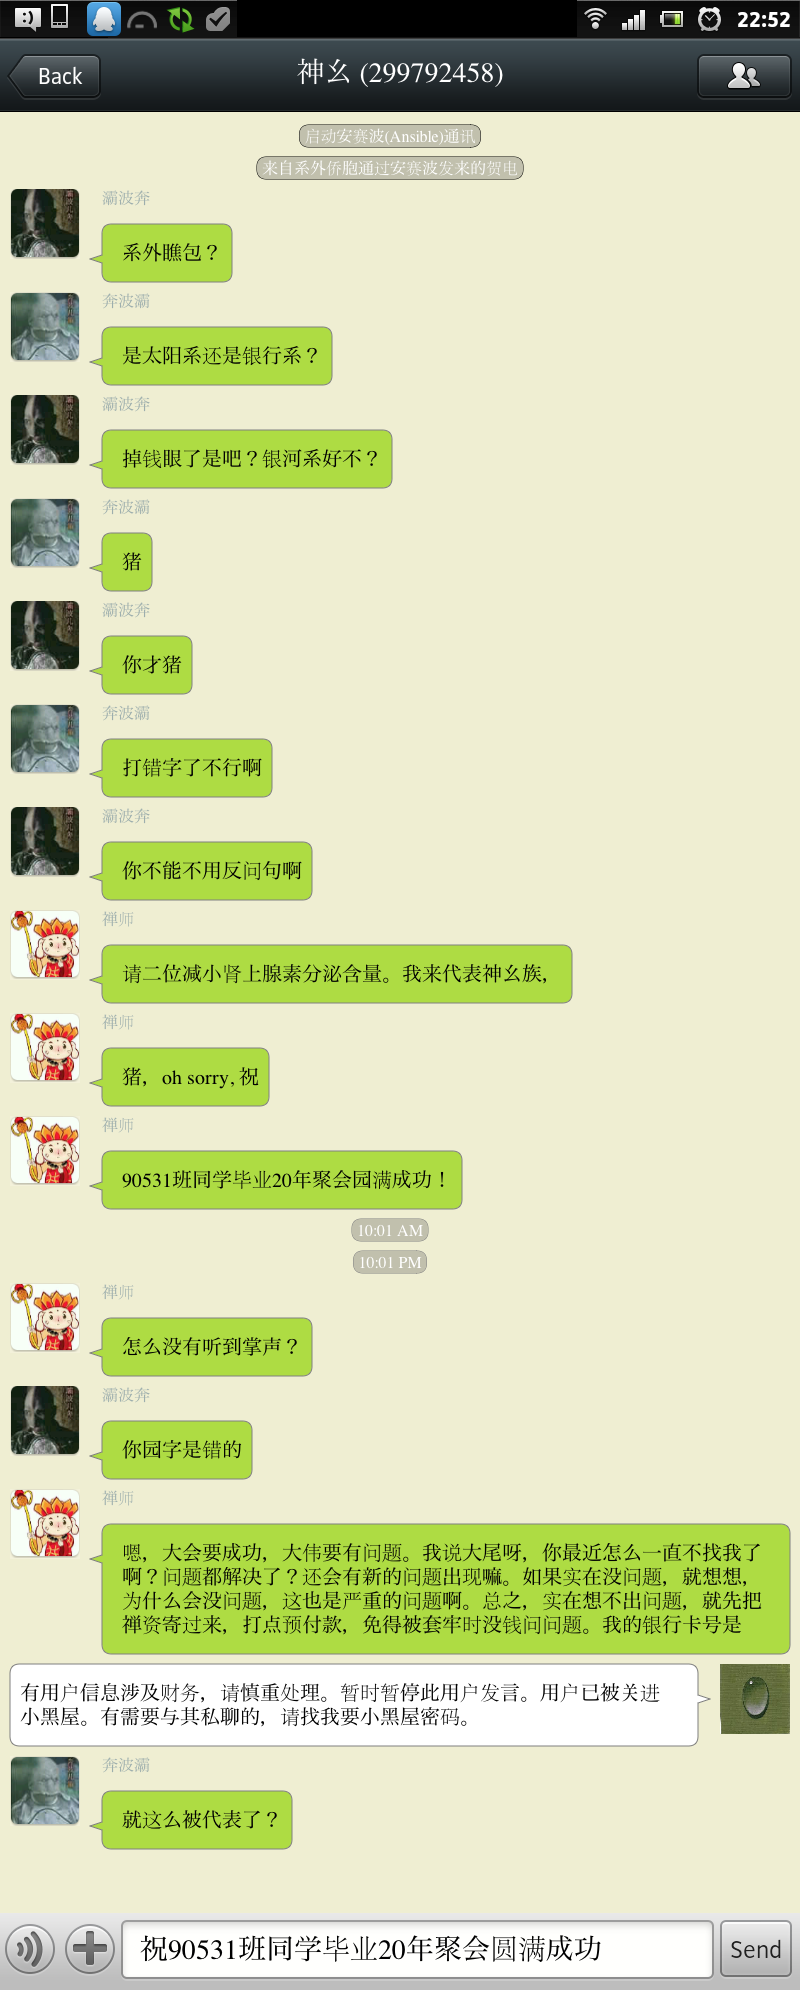 22:52
Back
神幺 (299792458)
启动安赛波(Ansible)通讯
来自系外侨胞通过安赛波发来的贺电
灞波奔
系外瞧包？
奔波灞
是太阳系还是银行系？
灞波奔
掉钱眼了是吧？银河系好不？
奔波灞
猪
灞波奔
你才猪
奔波灞
打错字了不行啊
灞波奔
你不能不用反问句啊
禅师
请二位减小肾上腺素分泌含量。我来代表神幺族，
禅师
猪，oh sorry, 祝
禅师
90531班同学毕业20年聚会园满成功！
10:01 AM
10:01 PM
禅师
怎么没有听到掌声？
灞波奔
你园字是错的
禅师
嗯，大会要成功，大伟要有问题。我说大尾呀，你最近怎么一直不找我了
啊？问题都解决了？还会有新的问题出现嘛。如果实在没问题，就想想，
为什么会没问题，这也是严重的问题啊。总之，实在想不出问题，就先把
禅资寄过来，打点预付款，免得被套牢时没钱问问题。我的银行卡号是
有用户信息涉及财务，请慎重处理。暂时暂停此用户发言。用户已被关进
小黑屋。有需要与其私聊的，请找我要小黑屋密码。
奔波灞
就这么被代表了？
祝90531班同学毕业20年聚会圆满成功
Send